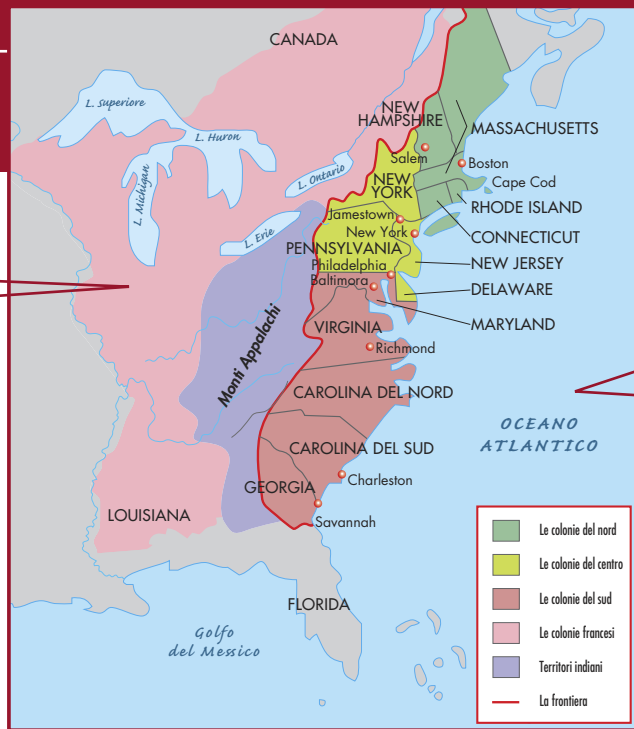 CANADA
L. Superiore
L. Huron
L. Michigan
L. Ontario
L. Erie
NEW
HAMPSHIRE
MASSACHUSETTS
Salem
Boston
Cape Cod
NEW
YORK
RHODE ISLAND
Jamestown
New York
CONNECTICUT
PENNSYLVANIA
NEW JERSEY
Philadelphia
Baltimora
DELAWARE
MARYLAND
VIRGINIA
Richmond
Monti Appalachi
CAROLINA DEL NORD
OCEANO
ATLANTICO
CAROLINA DEL SUD
Charleston
GEORGIA
LOUISIANA
Savannah
FLORIDA
Golfo
del Messico
Le colonie del nord
Le colonie del centro
Le colonie del sud
Le colonie francesi
Territori indiani
La frontiera